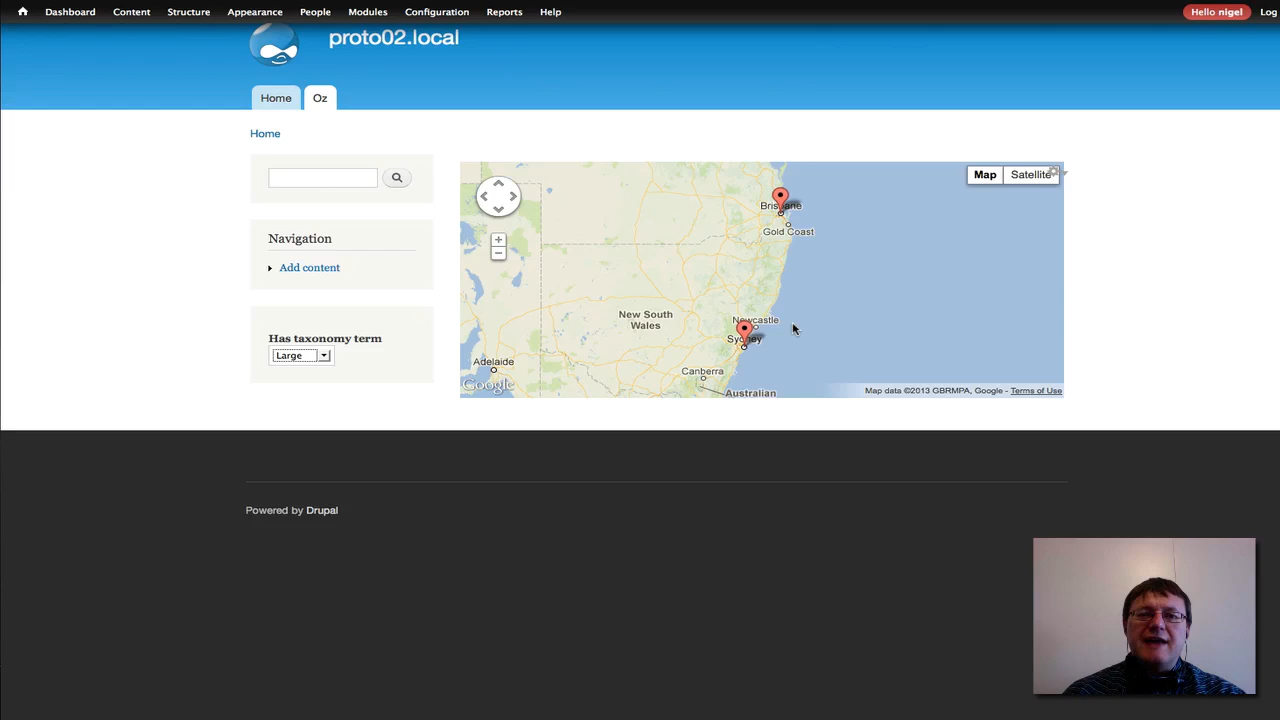 Dashboard Content Structure Appearance People Modules Configuration Reports Help Hello nigel Log
proto02.local
Home Oz
Home
Map Satellite
Brisbane
Gold Coast
Navigation
Add content
New South
Wales
Newcastle
Sydney
Has taxonomy term
Large
Adelaide
Canberra
Google
Australian
Map data ©2013 GBRMPA, Google - Terms of Use
Powered by Drupal